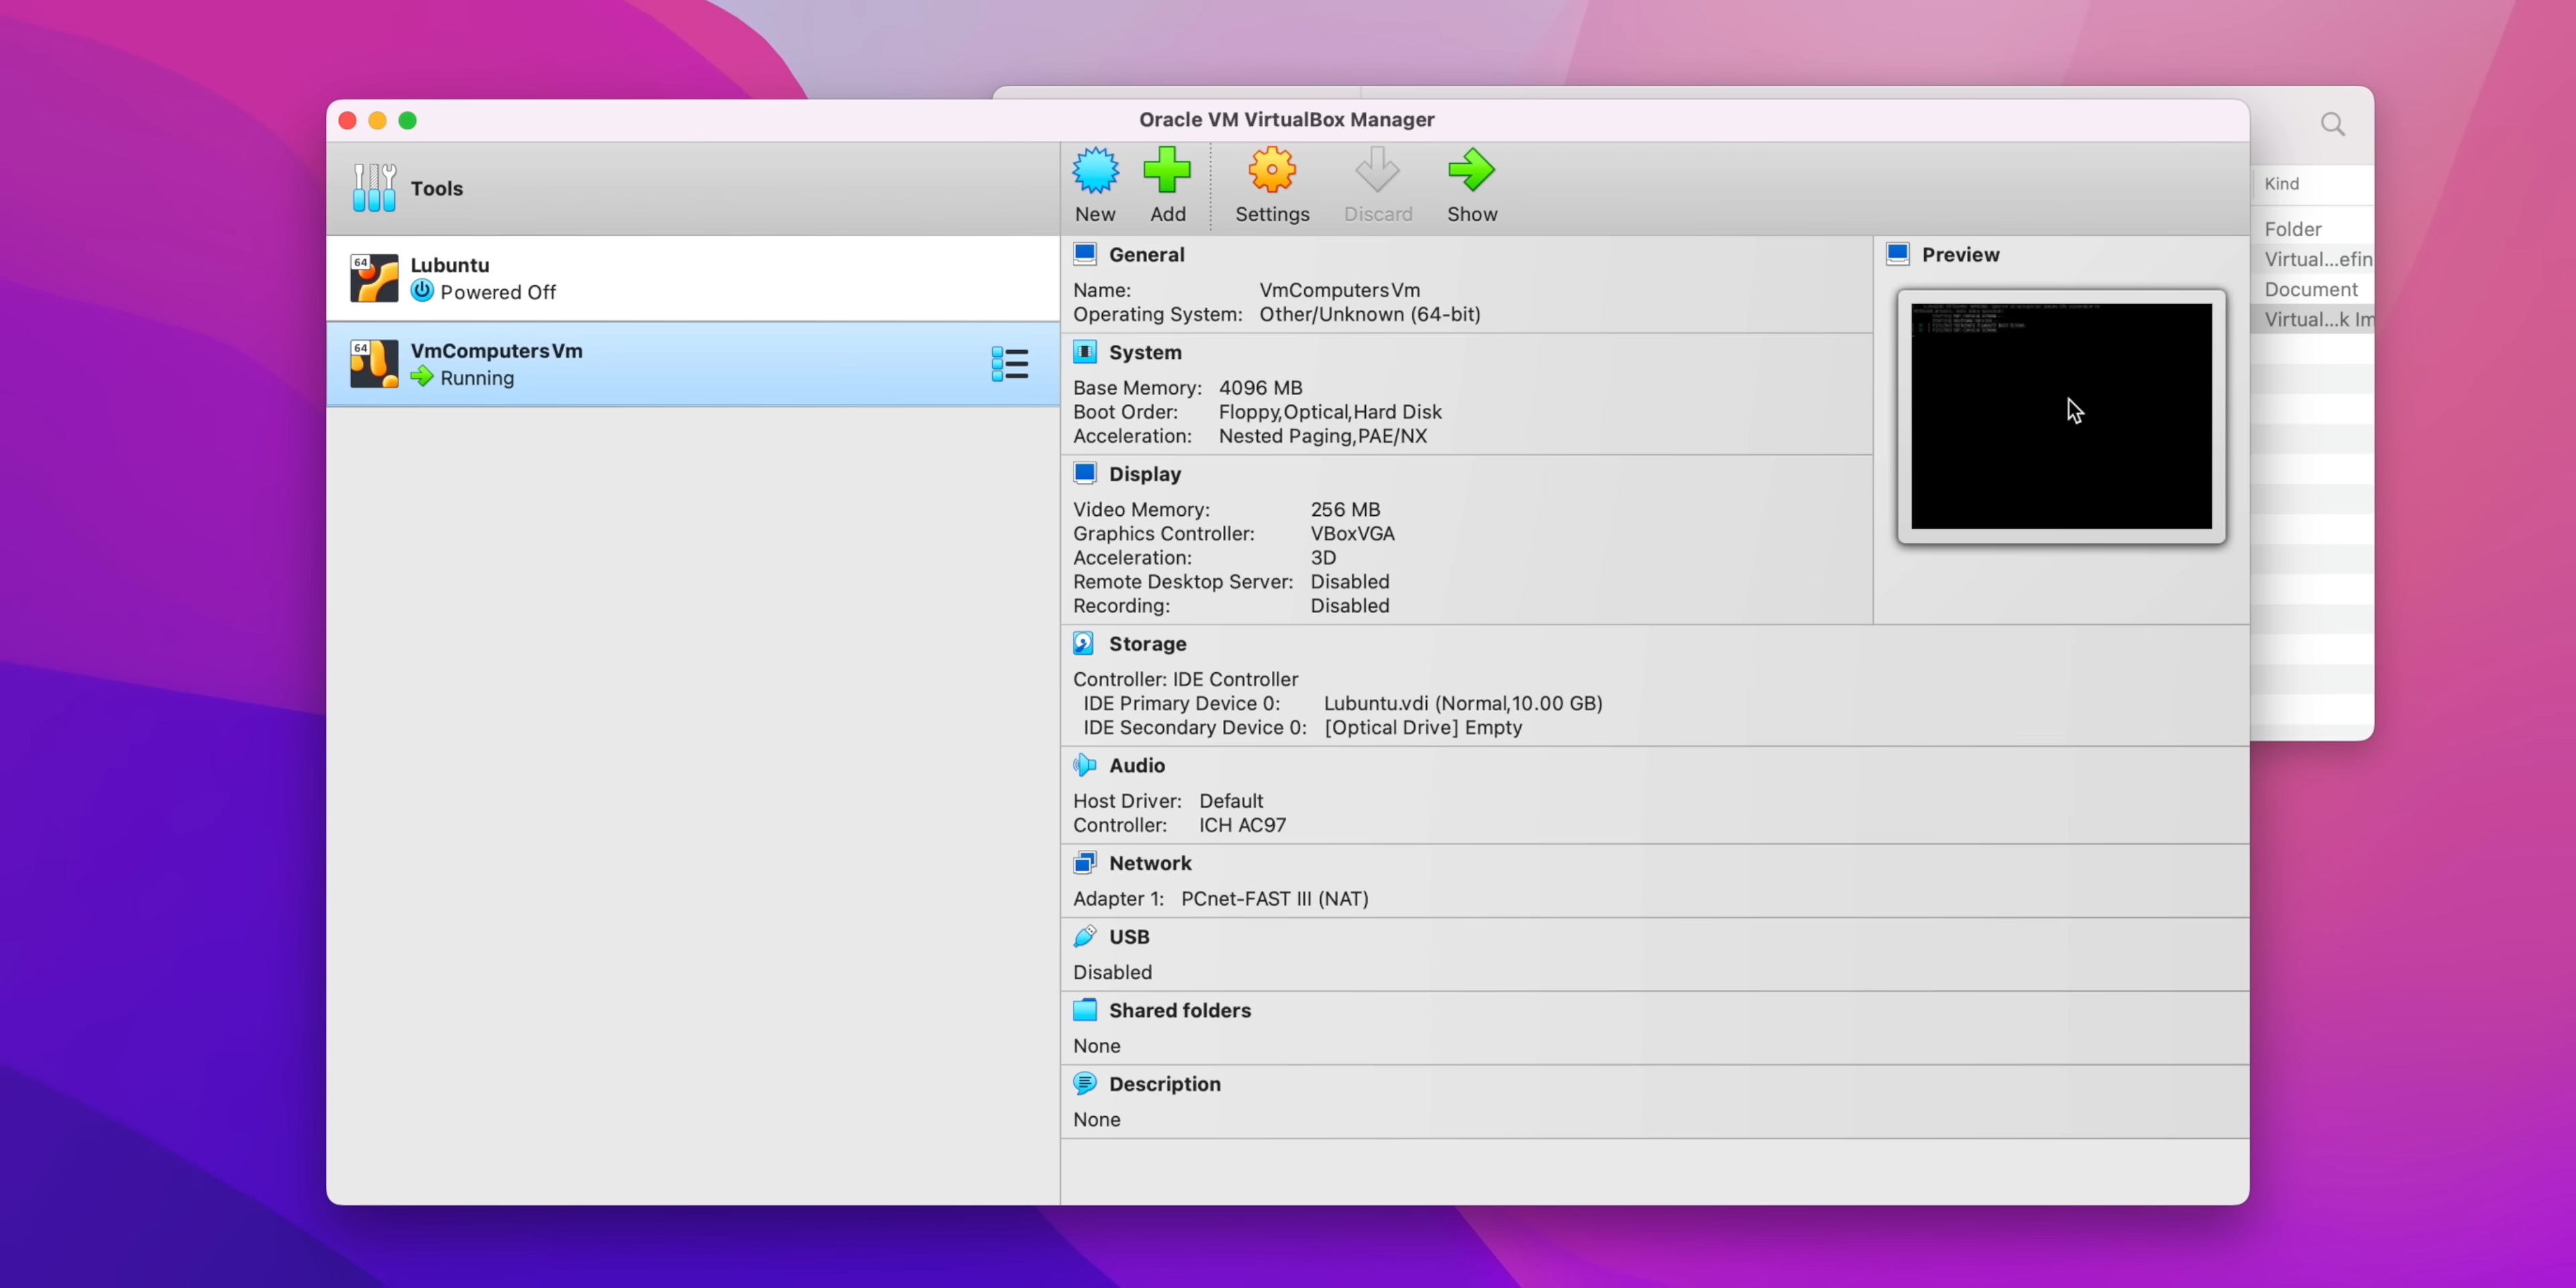 Oracle VM VirtualBox Manager
Tools
New
Add
Settings
Discard
Show
Kind
Folder
Virtual...efin
Document
Virtual...k Im
64
Lubuntu
Powered Off
64
VmComputersVm
Running
General
Name: VmComputersVm
Operating System: Other/Unknown (64-bit)
System
Base Memory: 4096 MB
Boot Order: Floppy,Optical,Hard Disk
Acceleration: Nested Paging,PAE/NX
Display
Video Memory: 256 MB
Graphics Controller: VBoxVGA
Acceleration: 3D
Remote Desktop Server: Disabled
Recording: Disabled
Preview
Storage
Controller: IDE Controller
IDE Primary Device 0: Lubuntu.vdi (Normal,10.00 GB)
IDE Secondary Device 0: [Optical Drive] Empty
Audio
Host Driver: Default
Controller: ICH AC97
Network
Adapter 1: PCnet-FAST III (NAT)
USB
Disabled
Shared folders
None
Description
None